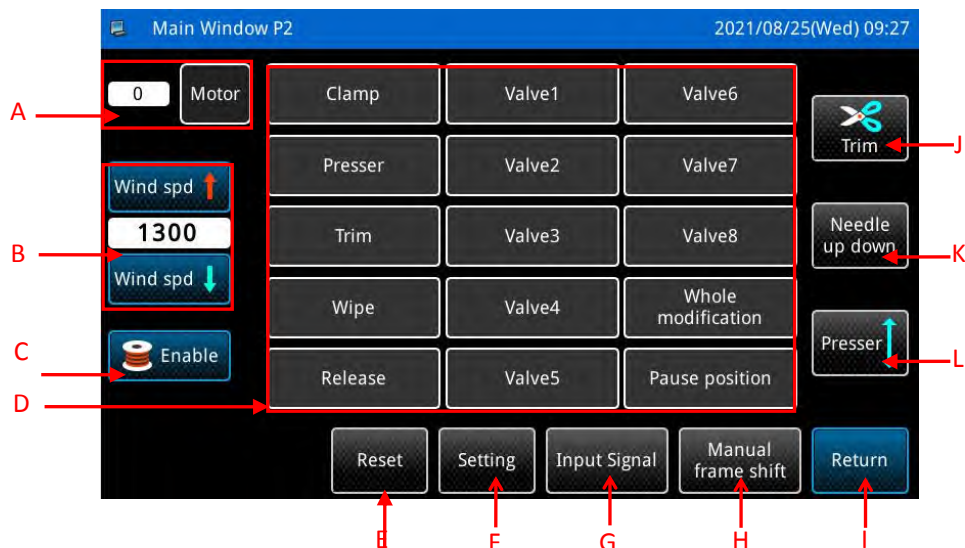 Main Window P2
2021/08/25(Wed) 09:27
A
0
Motor
Clamp
Valve1
Valve6
Trim
J
Presser
Valve2
Valve7
Wind spd
1300
B
Wind spd
Trim
Valve3
Valve8
Needle
up down
K
Wipe
Valve4
Whole
modification
C
Enable
Presser
L
D
Release
Valve5
Pause position
Reset
Setting
Input Signal
Manual
frame shift
Return
E
F
G
H
I